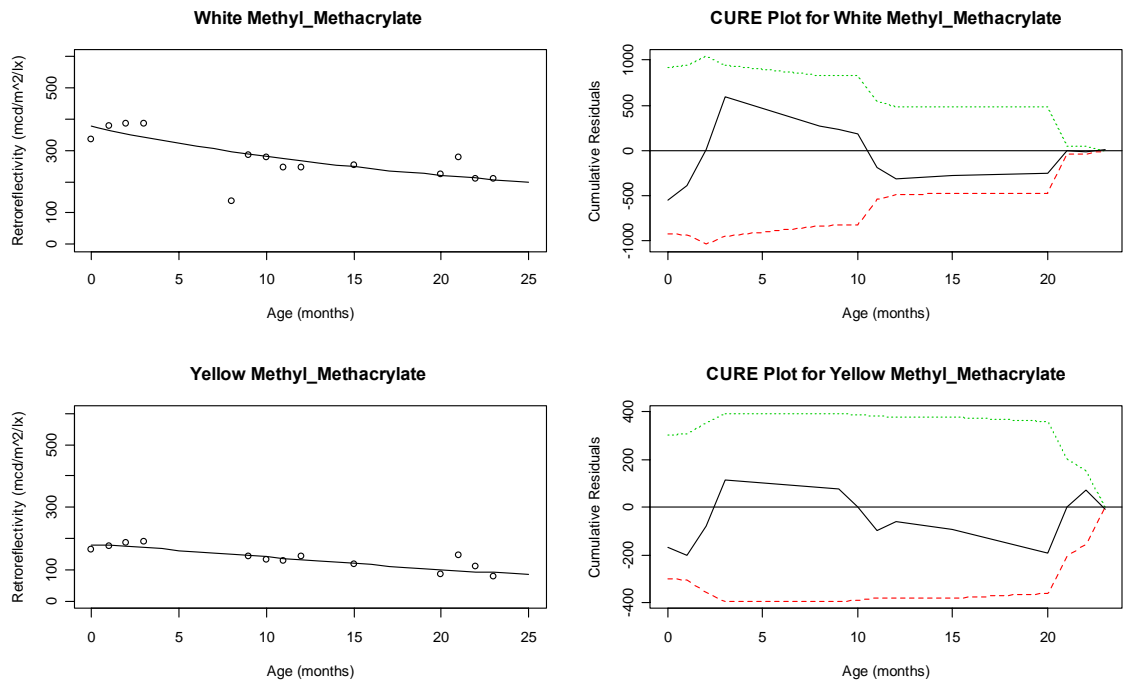 White Methyl_Methacrylate
Retroreflectivity (mcd/m^2/lx)
500
300
100
0
0 5 10 15 20 25
Age (months)
CURE Plot for White Methyl_Methacrylate
Cumulative Residuals
1000
500
0
-500
-1000
0 5 10 15 20
Age (months)
Yellow Methyl_Methacrylate
Retroreflectivity (mcd/m^2/lx)
500
300
100
0
0 5 10 15 20 25
Age (months)
CURE Plot for Yellow Methyl_Methacrylate
Cumulative Residuals
400
200
0
-200
-400
0 5 10 15 20
Age (months)